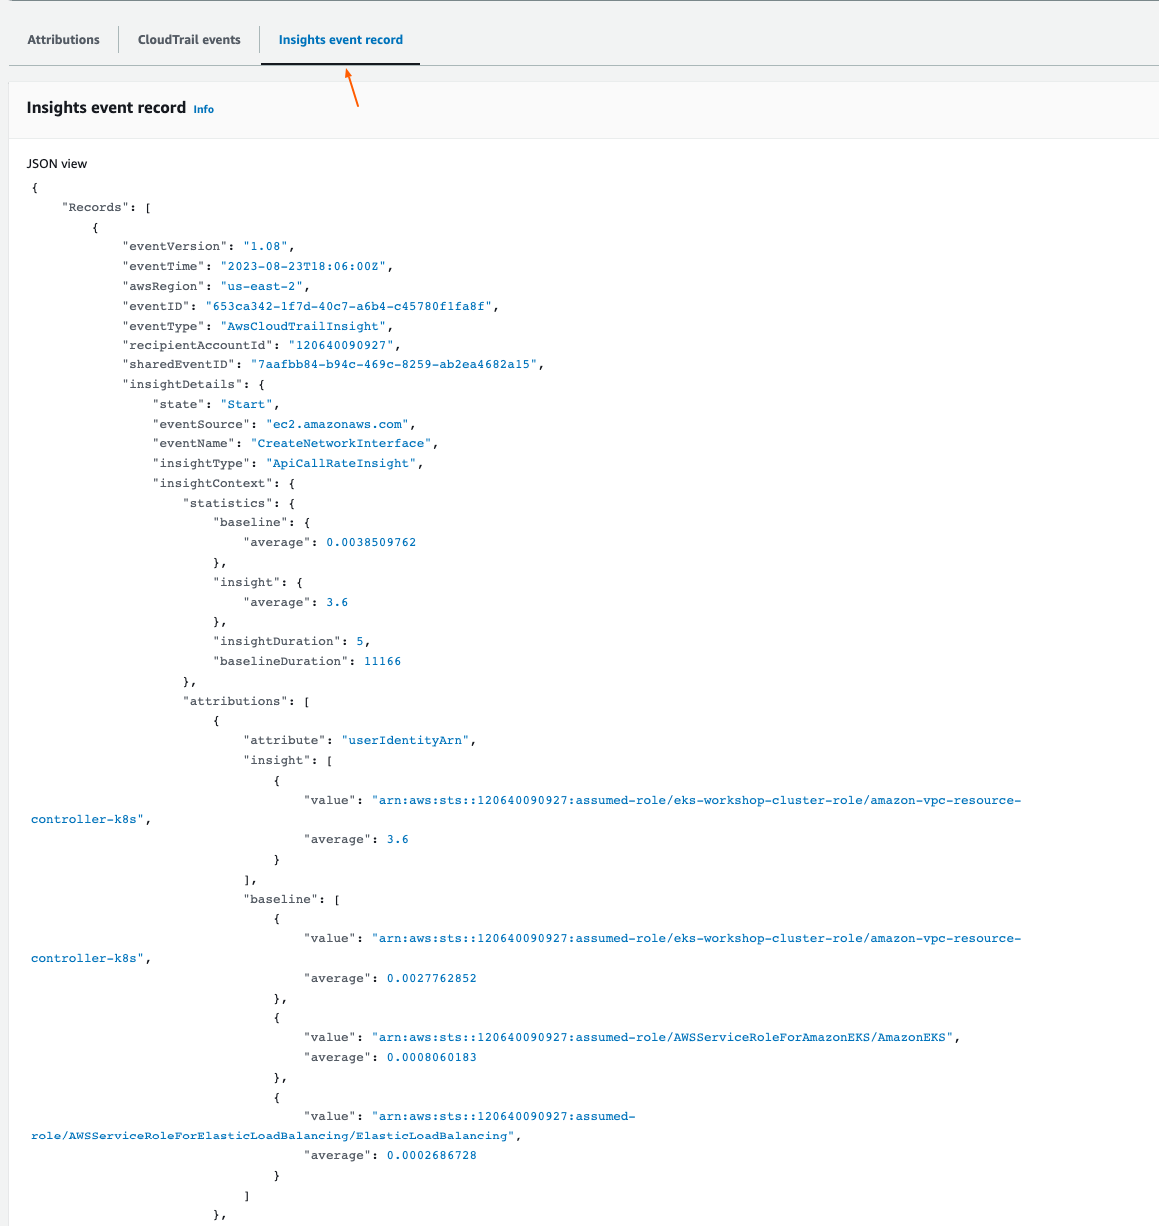 Attributions
CloudTrail events
Insights event record
Insights event record Info
JSON view
{
"Records": [
{
"eventVersion": "1.08",
"eventTime": "2023-08-23T18:06:00Z",
"awsRegion": "us-east-2",
"eventID": "653ca342-1f7d-40c7-a6b4-c45780f1fa8f",
"eventType": "AwsCloudTrailInsight",
"recipientAccountId": "120640090927",
"sharedEventID": "7aafbb84-b94c-469c-8259-ab2ea4682a15",
"insightDetails": {
"state": "Start",
"eventSource": "ec2.amazonaws.com",
"eventName": "CreateNetworkInterface",
"insightType": "ApiCallRateInsight",
"insightContext": {
"statistics": {
"baseline": {
"average": 0.0038509762
},
"insight": {
"average": 3.6
},
"insightDuration": 5,
"baselineDuration": 11166
},
"attributions": [
{
"attribute": "userIdentityArn",
"insight": [
{
"value": "arn:aws:sts::120640090927:assumed-role/eks-workshop-cluster-role/amazon-vpc-resource-
controller-k8s",
"average": 3.6
}
],
"baseline": [
{
"value": "arn:aws:sts::120640090927:assumed-role/eks-workshop-cluster-role/amazon-vpc-resource-
controller-k8s",
"average": 0.0027762852
},
{
"value": "arn:aws:sts::120640090927:assumed-role/AWSServiceRoleForAmazonEKS/AmazonEKS",
"average": 0.0008060183
},
{
"value": "arn:aws:sts::120640090927:assumed-
role/AWSServiceRoleForElasticLoadBalancing/ElasticLoadBalancing",
"average": 0.0002686728
}
]
},